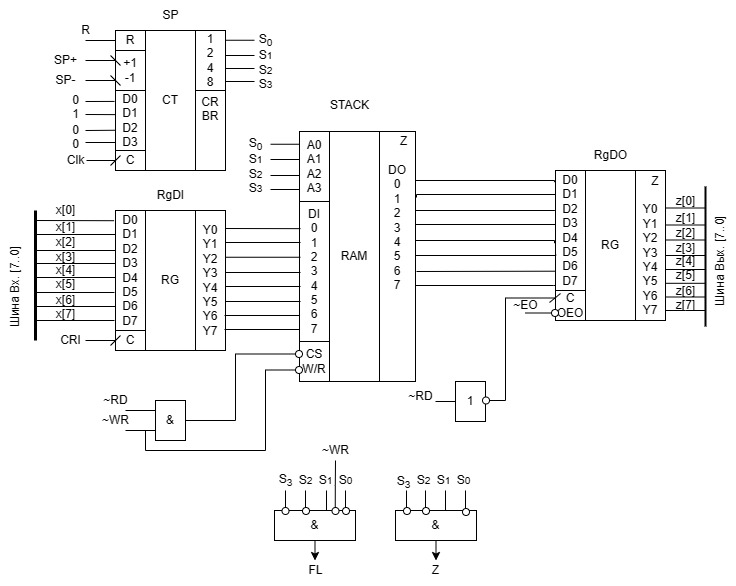 SP
R
R
1
S0
SP+
+1
2
S1
SP-
-1
4
S2
CT
8
S3
0
D0
CR
1
D1
BR
0
D2
0
D3
Clk
C
STACK
S0
A0
Z
S1
A1
S2
A2
DO
S3
A3
0
1
2
3
4
5
6
7
DI
0
1
2
3
4
5
6
7
RAM
CS
W/R
RgDI
Шина Вх. [7..0]
x[0]
D0
x[1]
D1
x[2]
D2
x[3]
D3
x[4]
D4
x[5]
D5
x[6]
D6
x[7]
D7
CRI
C
RG
Y0
Y1
Y2
Y3
Y4
Y5
Y6
Y7
RgDO
D0
D1
D2
D3
D4
D5
D6
D7
C
~EO
OEO
RG
Z
Y0
z[0]
Y1
z[1]
Y2
z[2]
Y3
z[3]
Y4
z[4]
Y5
z[5]
Y6
z[6]
Y7
z[7]
Шина Вых. [7..0]
~RD
~WR
&
~RD
1
~WR
S3 S2 S1 S0
&
FL
S3 S2 S1 S0
&
Z